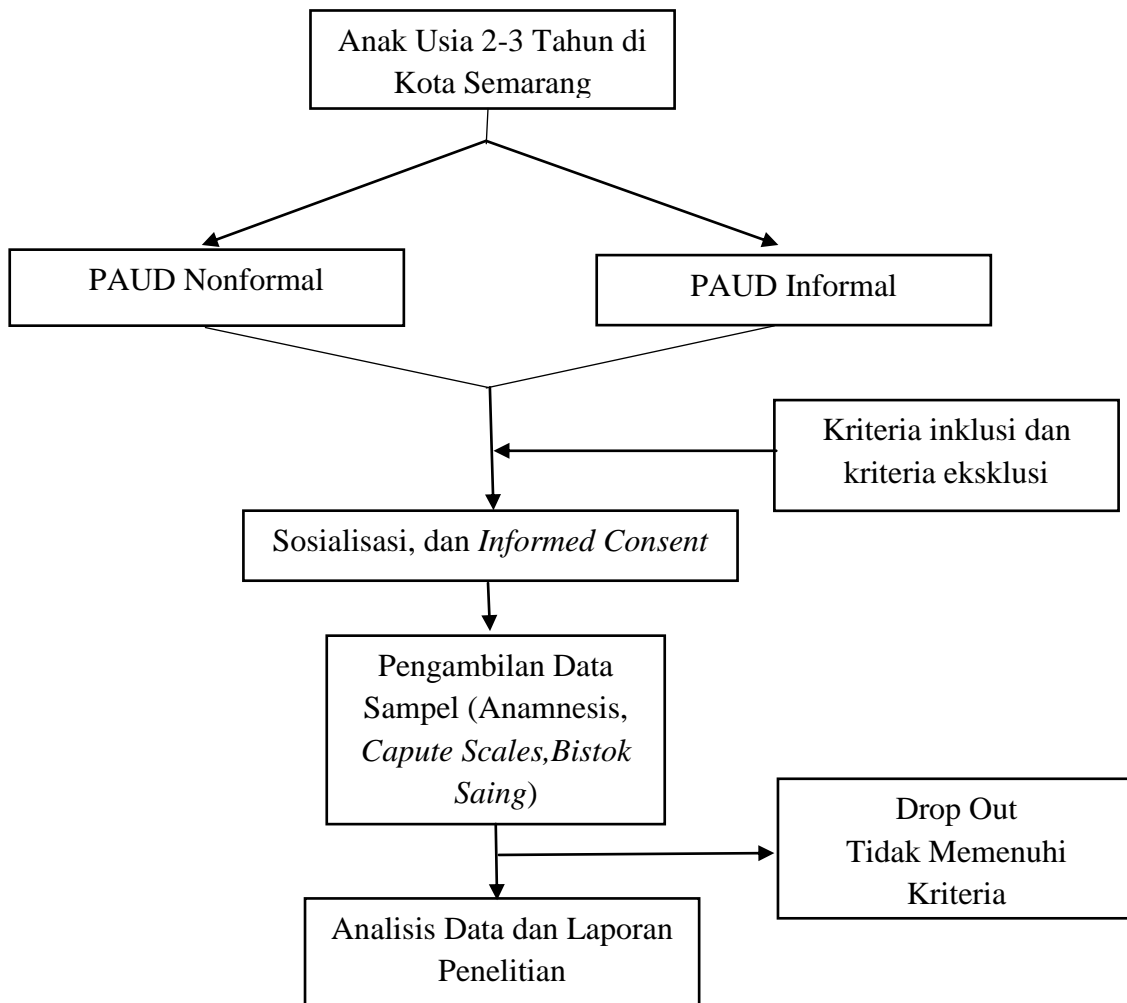 Anak Usia 2-3 Tahun di
Kota Semarang
PAUD Nonformal
PAUD Informal
Kriteria inklusi dan
kriteria eksklusi
Sosialisasi, dan Informed Consent
Pengambilan Data
Sampel (Anamnesis,
Capute Scales,Bistok
Saing)
Drop Out
Tidak Memenuhi
Kriteria
Analisis Data dan Laporan
Penelitian